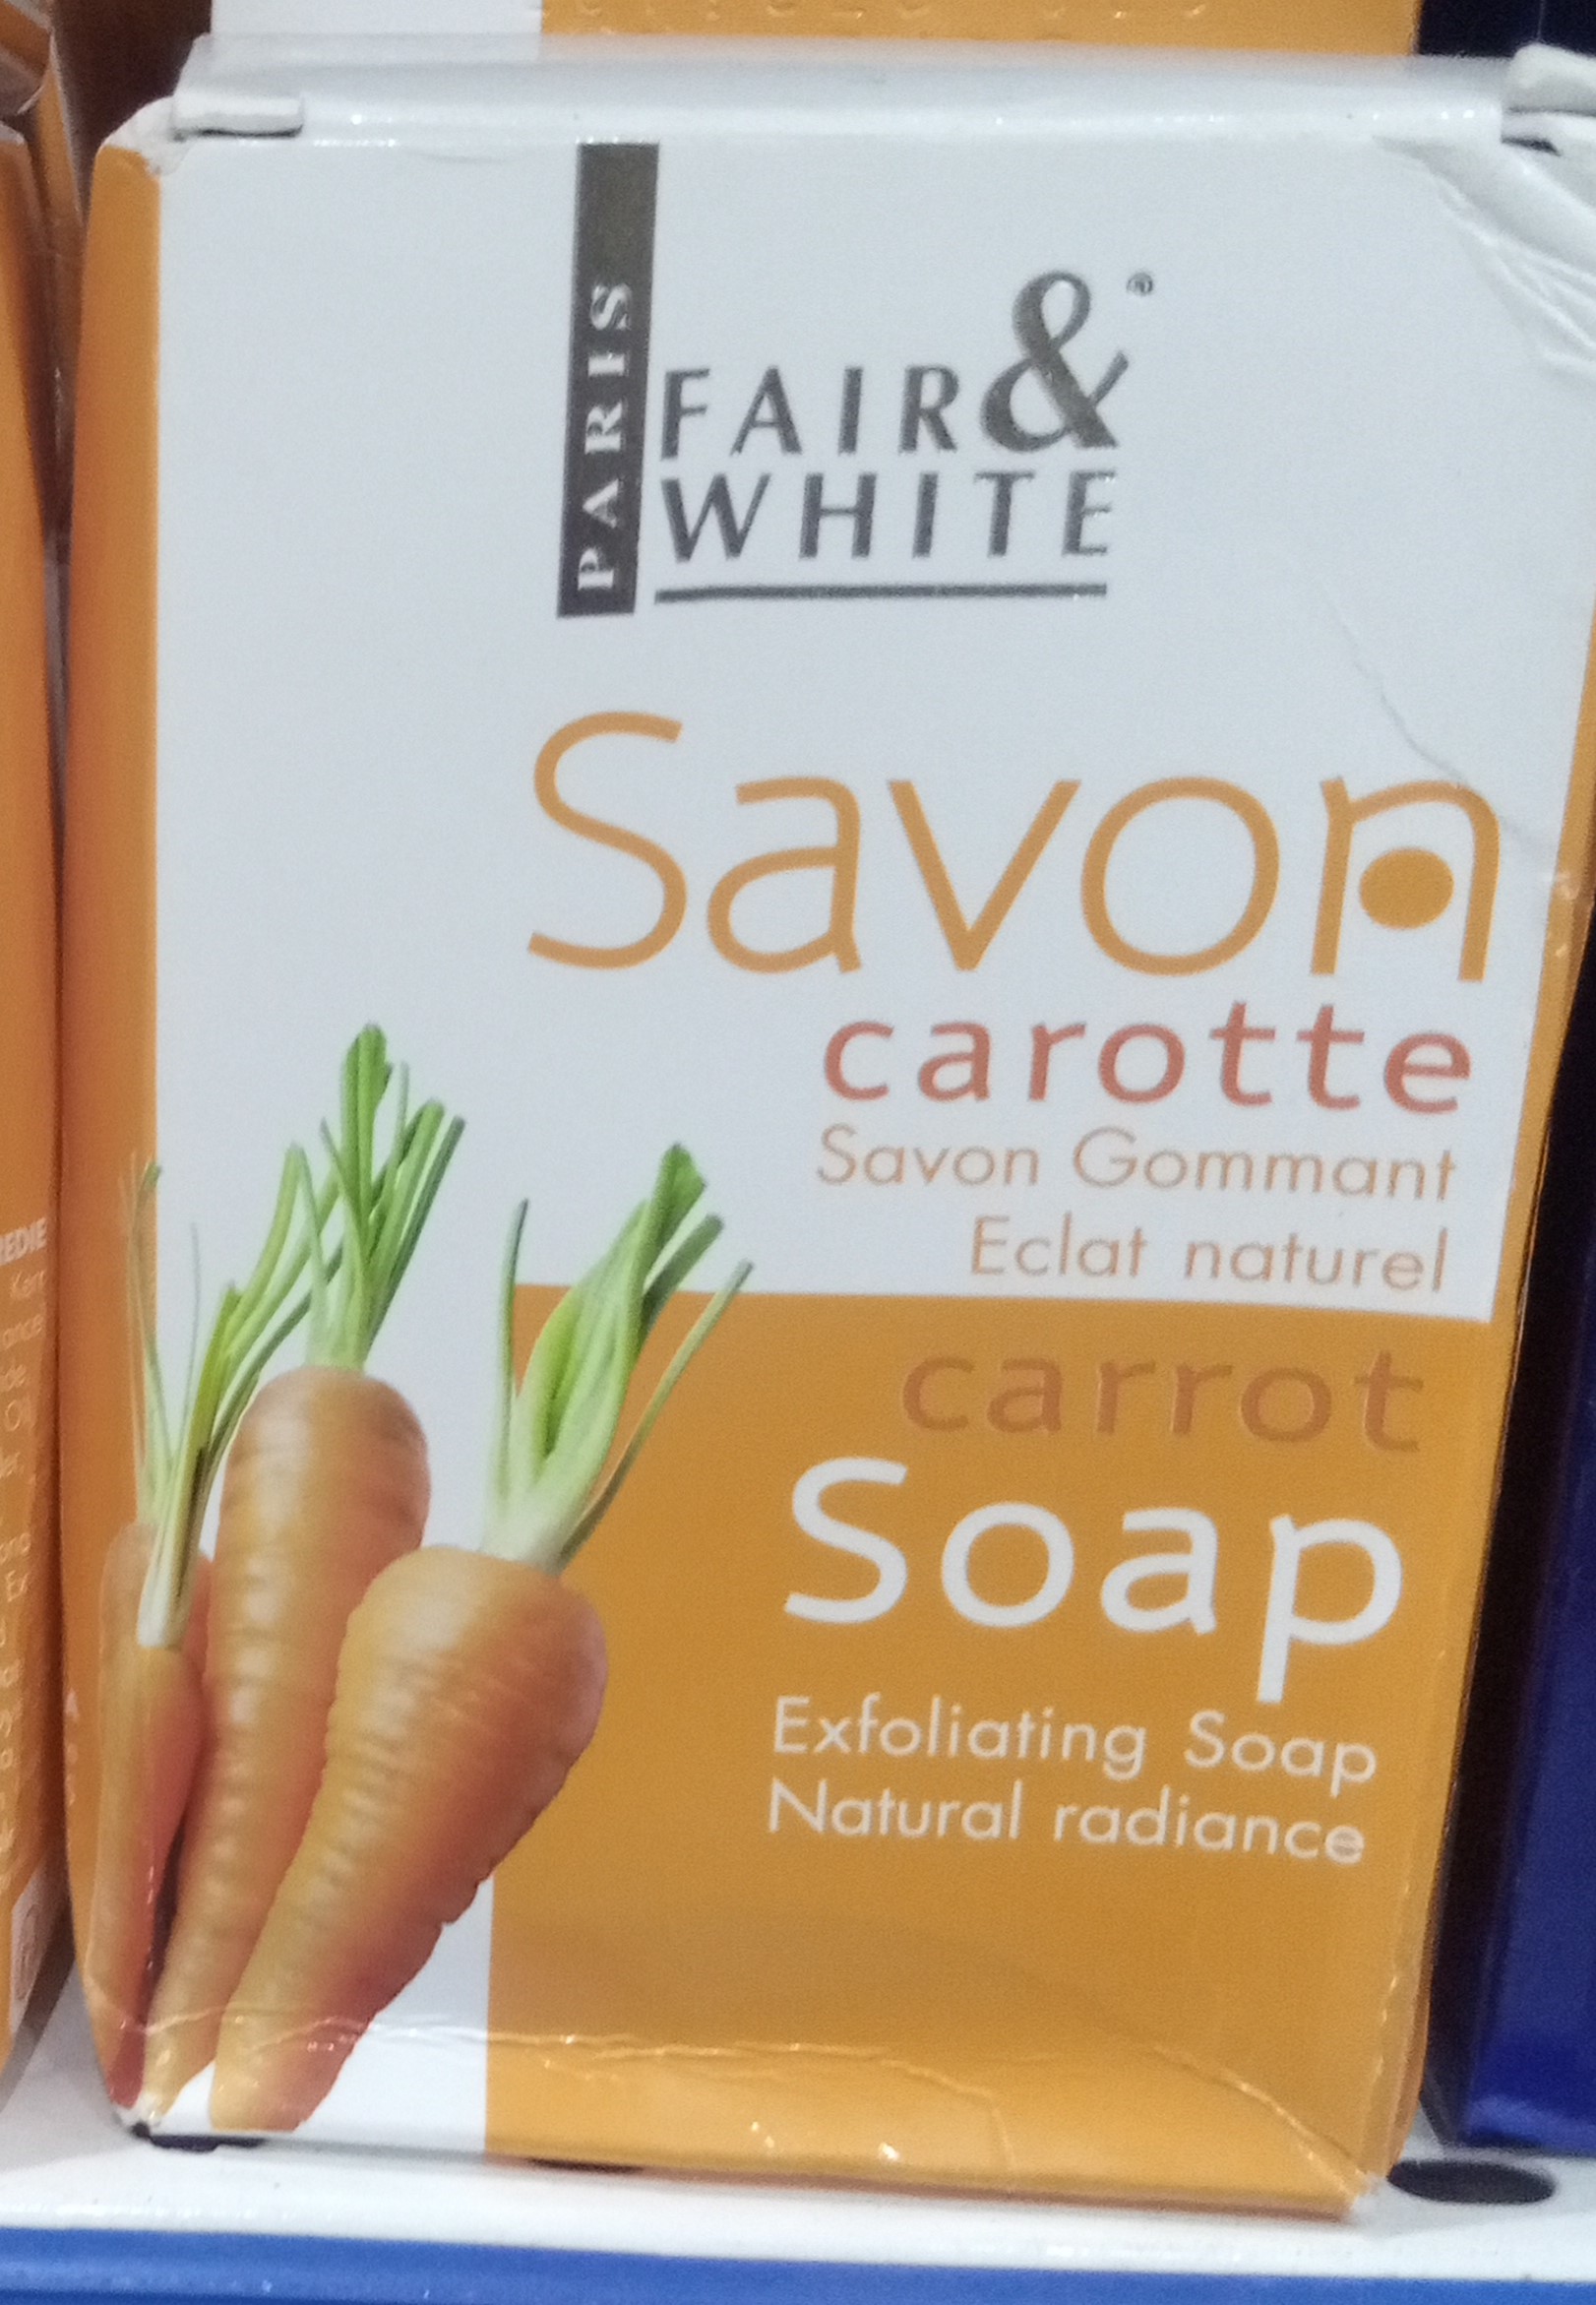 PARIS
FAIR &®
WHITE
Savon
carotte
Savon Gommant
Eclat naturel
carrot
Soap
Exfoliating Soap
Natural radiance